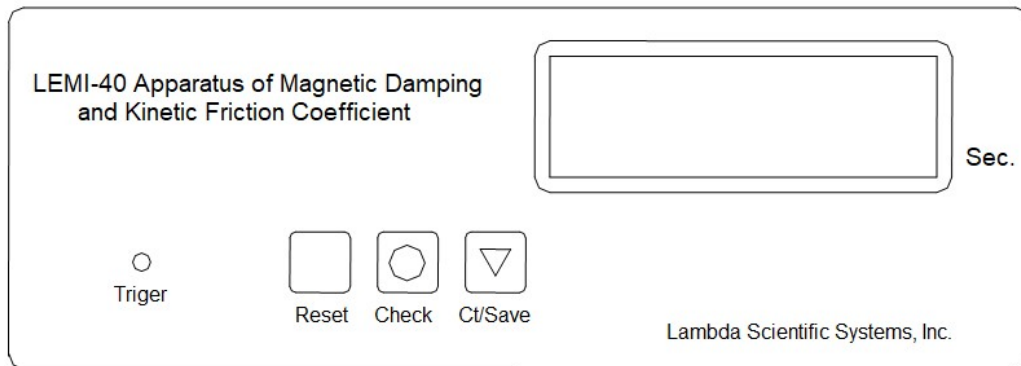 LEMI-40 Apparatus of Magnetic Damping
and Kinetic Friction Coefficient
Sec.
Triger
Reset
Check
Ct/Save
Lambda Scientific Systems, Inc.